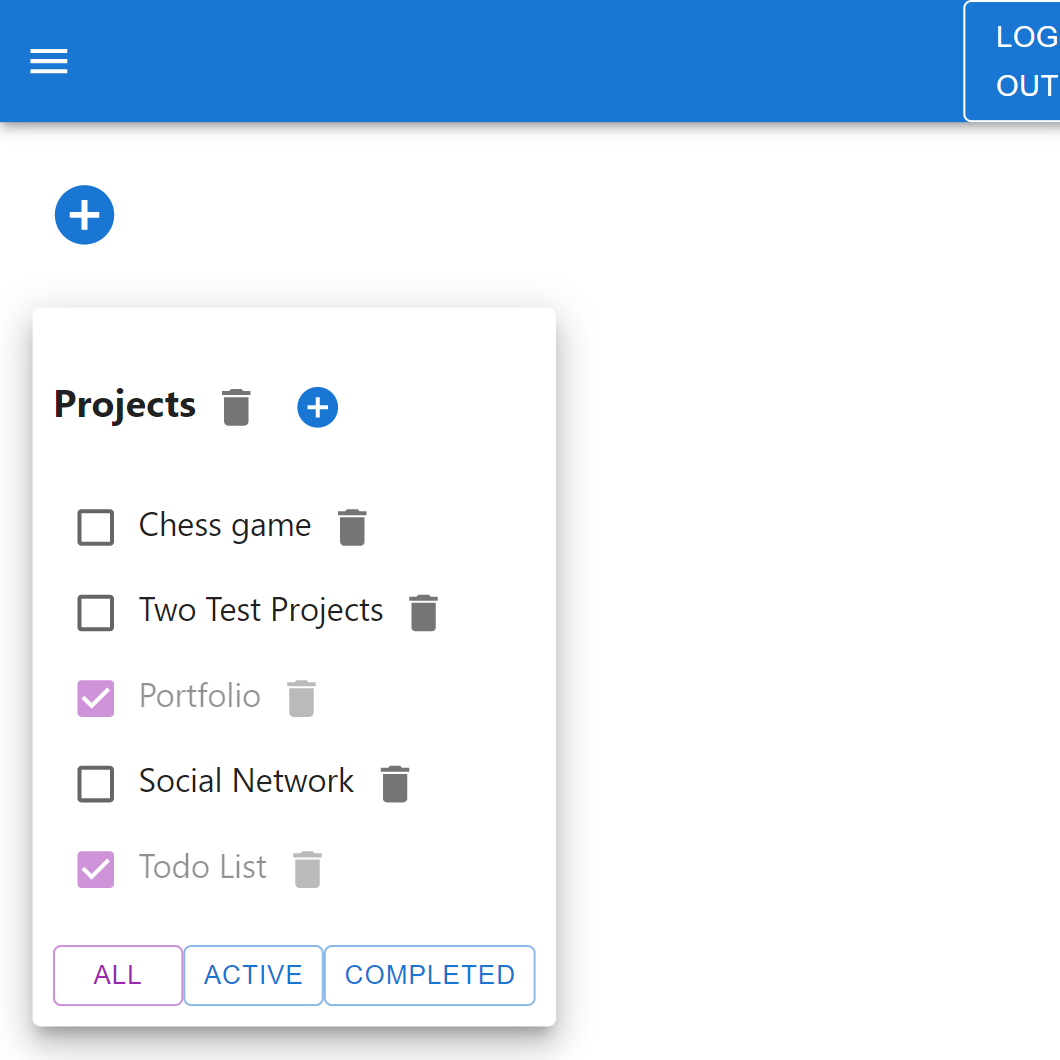 LOG
OUT
Projects
Chess game
Two Test Projects
Portfolio
Social Network
Todo List
ALL ACTIVE COMPLETED